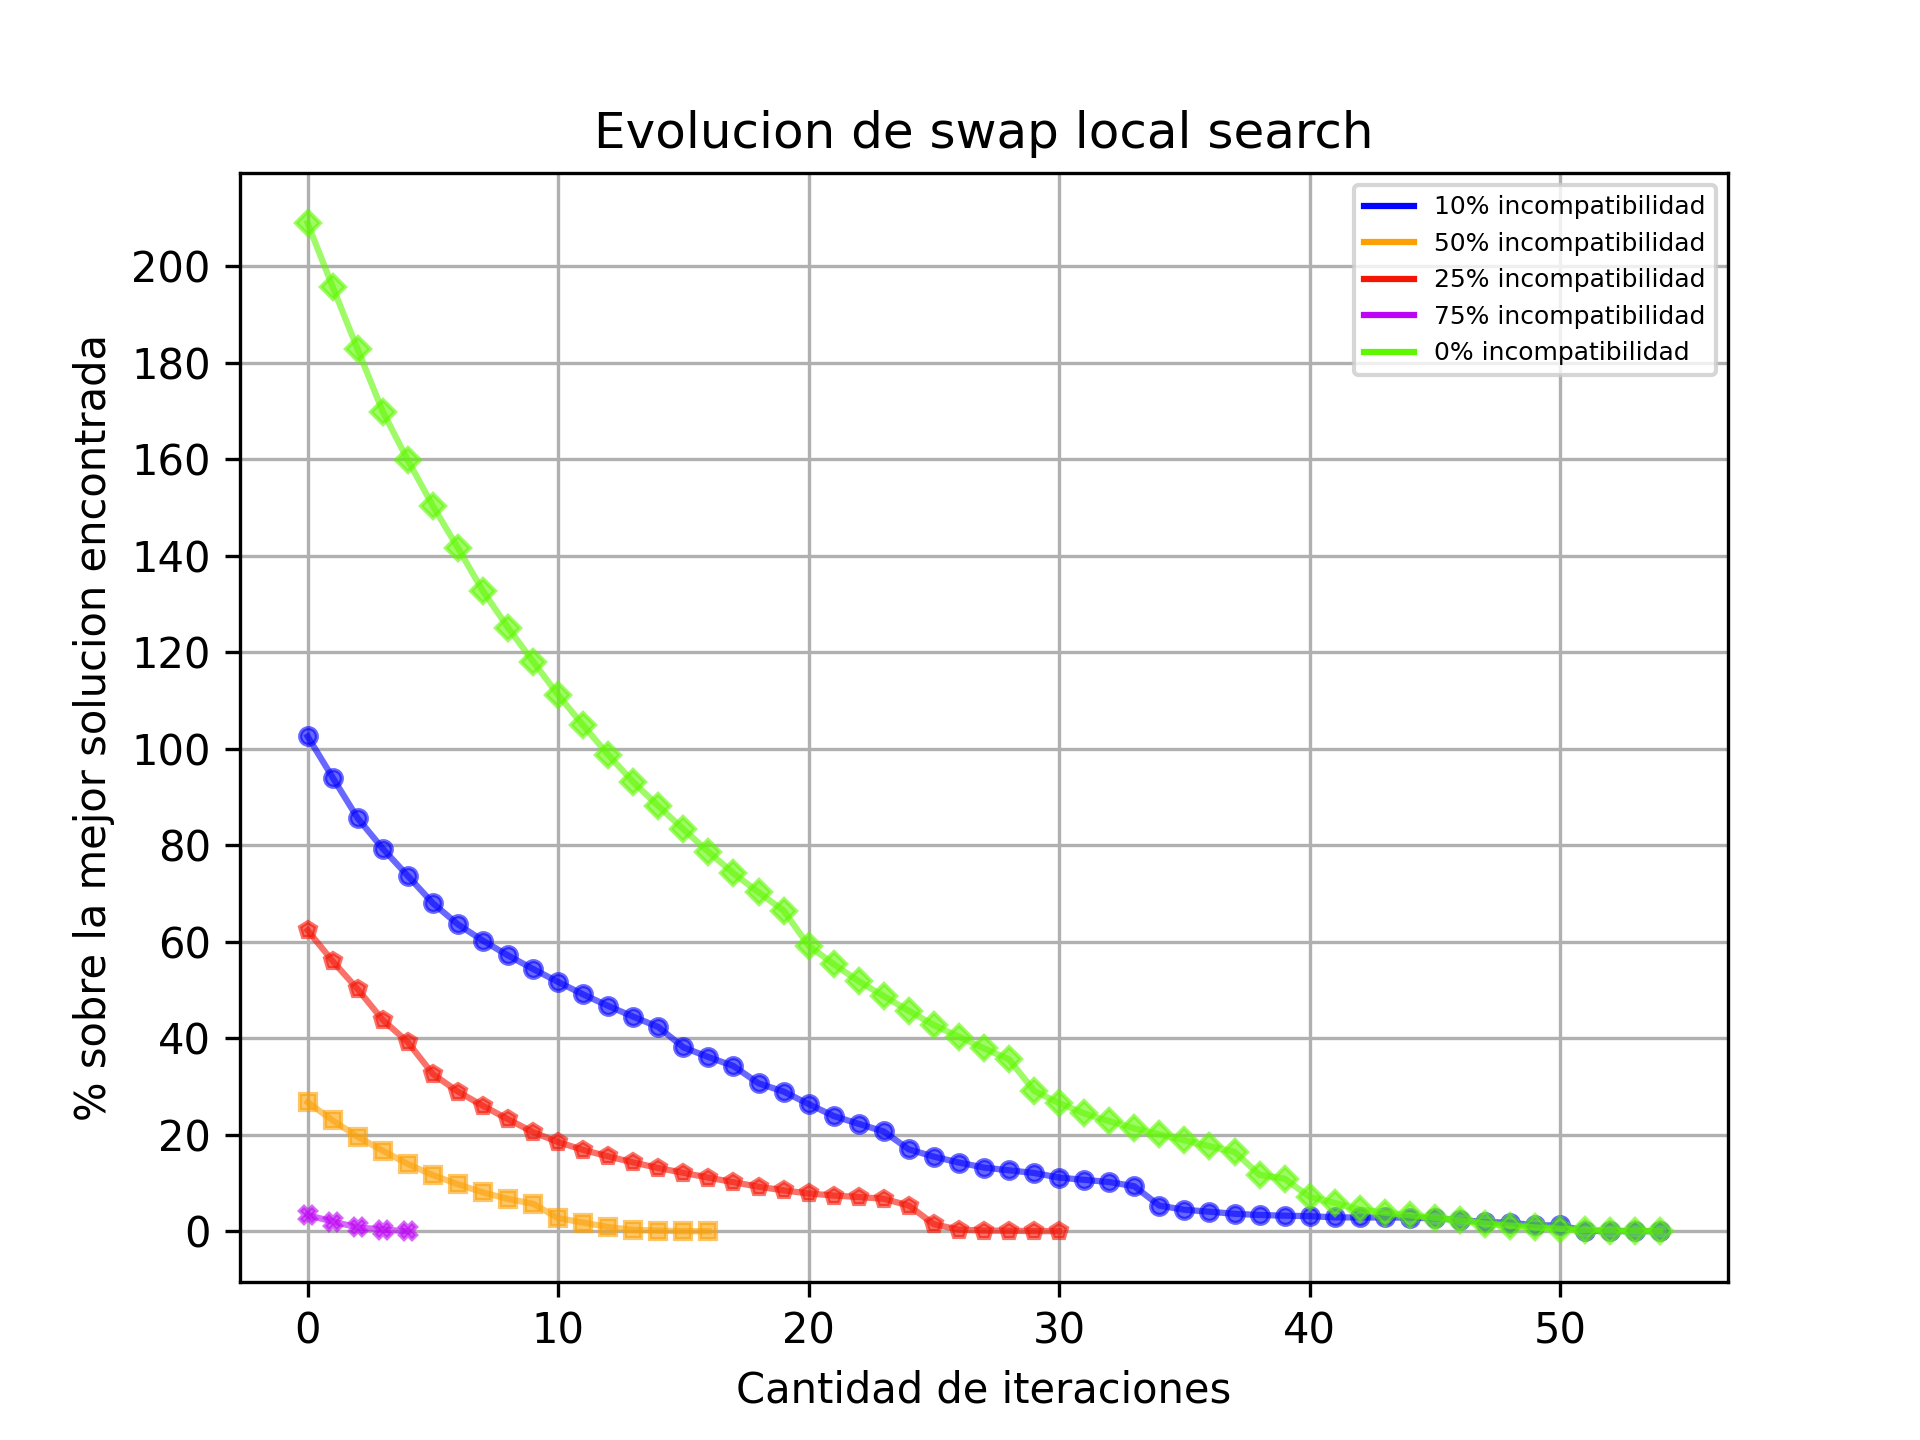 Evolucion de swap local search
% sobre la mejor solucion encontrada
200
180
160
140
120
100
80
60
40
20
0
10% incompatibilidad
50% incompatibilidad
25% incompatibilidad
75% incompatibilidad
0% incompatibilidad
0 10 20 30 40 50
Cantidad de iteraciones